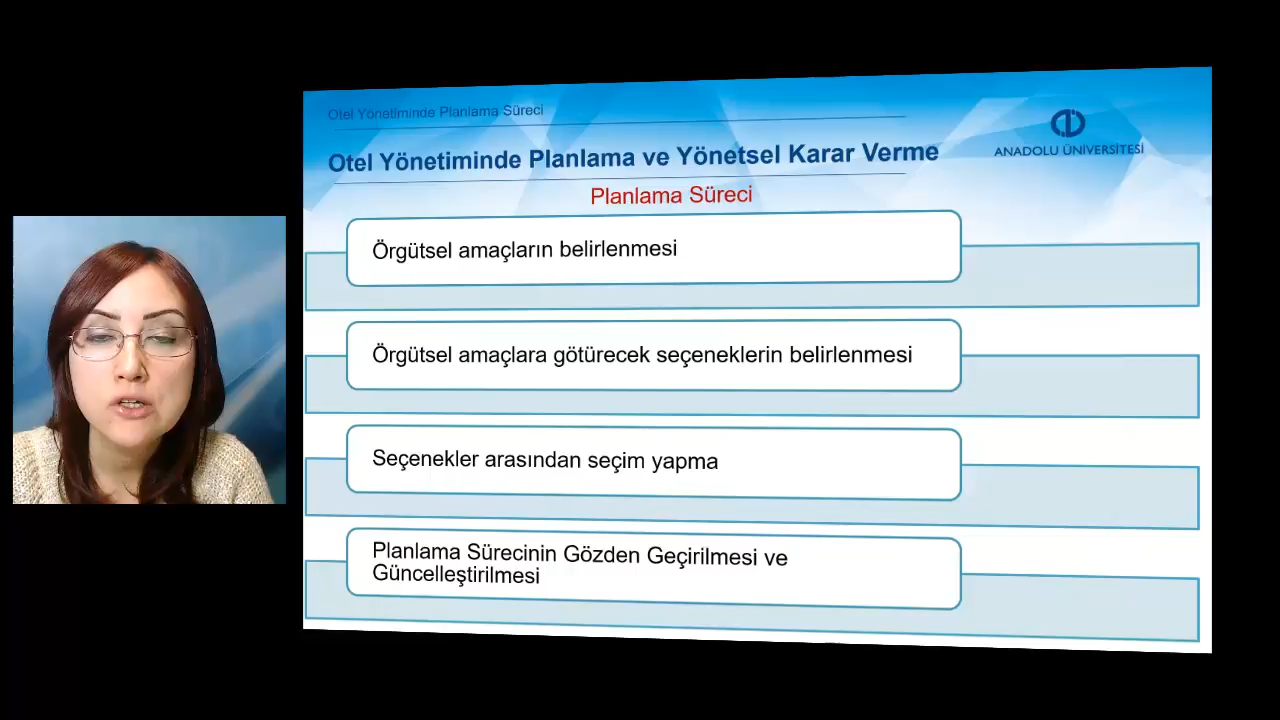 Otel Yönetiminde Planlama Süreci
Otel Yönetiminde Planlama ve Yönetsel Karar Verme
ANADOLU ÜNİVERSİTESİ
Planlama Süreci
Örgütsel amaçların belirlenmesi
Örgütsel amaçlara götürecek seçeneklerin belirlenmesi
Seçenekler arasından seçim yapma
Planlama Sürecinin Gözden Geçirilmesi ve
Güncelleştirilmesi